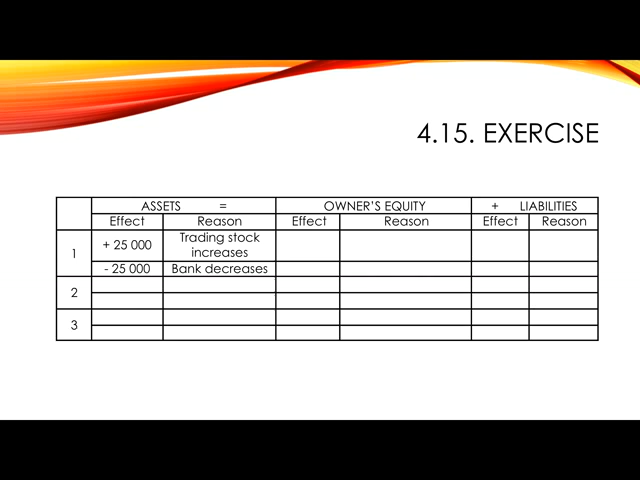 4.15. EXERCISE
ASSETS = OWNER'S EQUITY + LIABILITIES
Effect Reason Effect Reason Effect Reason
1 + 25 000 Trading stock increases
- 25 000 Bank decreases
2
3